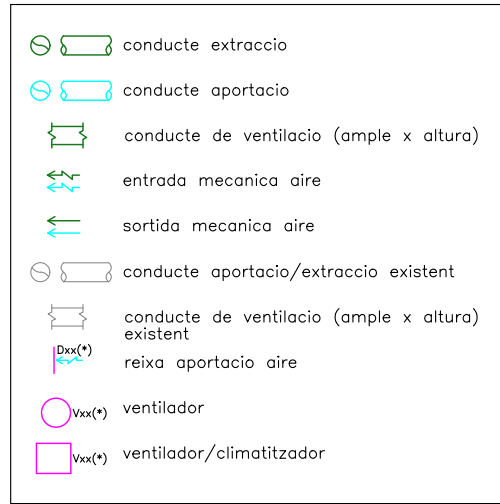 conducte extraccio
conducte aportacio
conducte de ventilacio (ample x altura)
entrada mecanica aire
sortida mecanica aire
conducte aportacio/extraccio existent
conducte de ventilacio (ample x altura)
existent
Dxx(*)
reixa aportacio aire
Vxx(*) ventilador
Vxx(*) ventilador/climatitzador